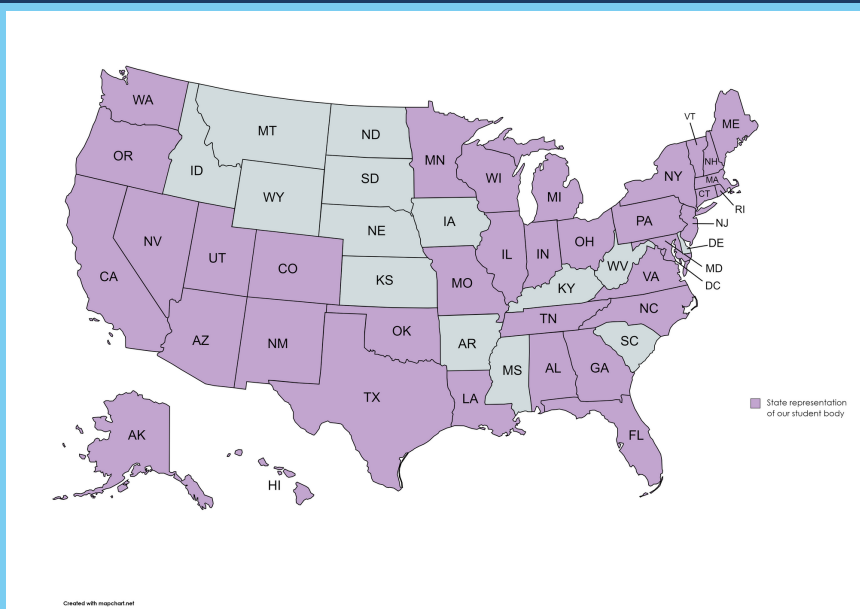 WA
MT
ND
MN
OR
ID
SD
WI
WY
MI
NY
VT
ME
NH
MA
CT
RI
NV
NE
IA
PA
NJ
UT
CO
IL
IN
OH
DE
CA
KS
MO
WV
VA
MD
KY
DC
AZ
NM
OK
AR
TN
NC
SC
MS
AL
GA
TX
LA
State representation
of our student body
AK
FL
HI
Created with mapchart.net